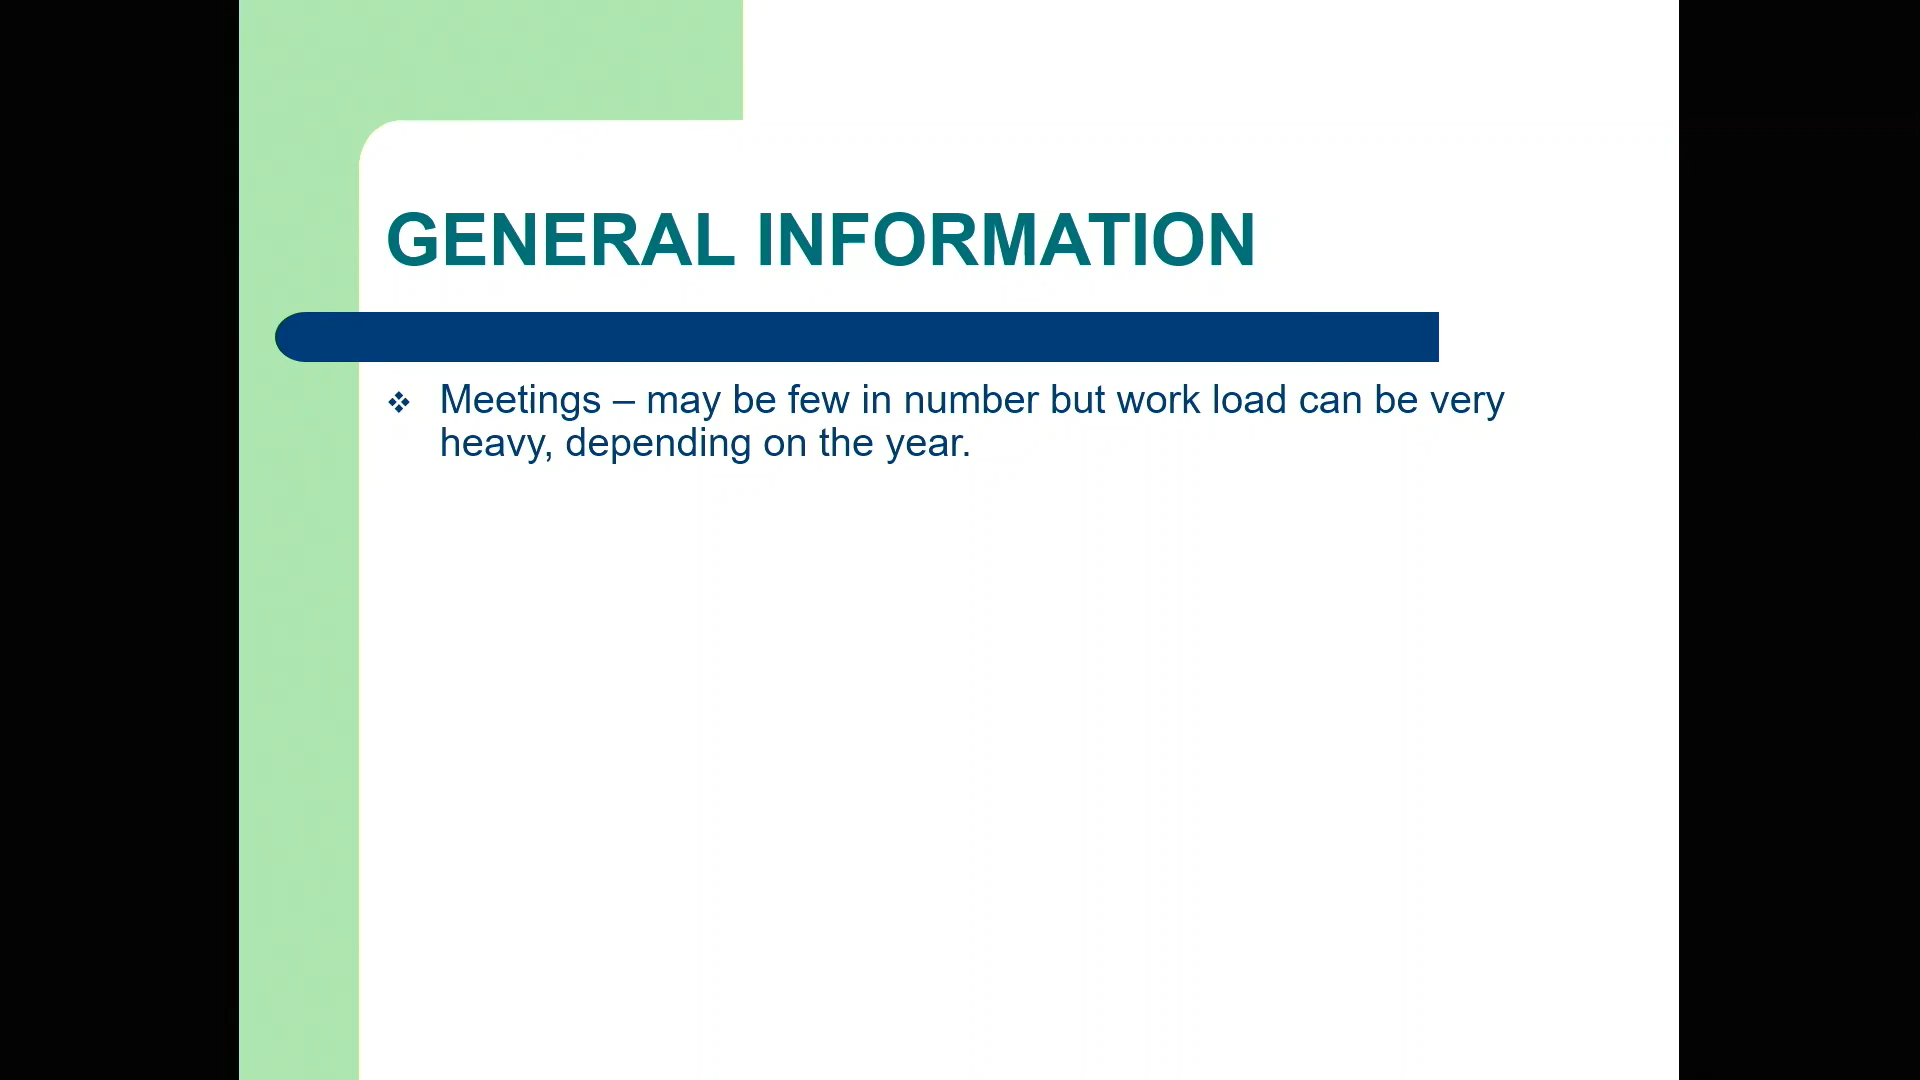 GENERAL INFORMATION
Meetings – may be few in number but work load can be very
heavy, depending on the year.